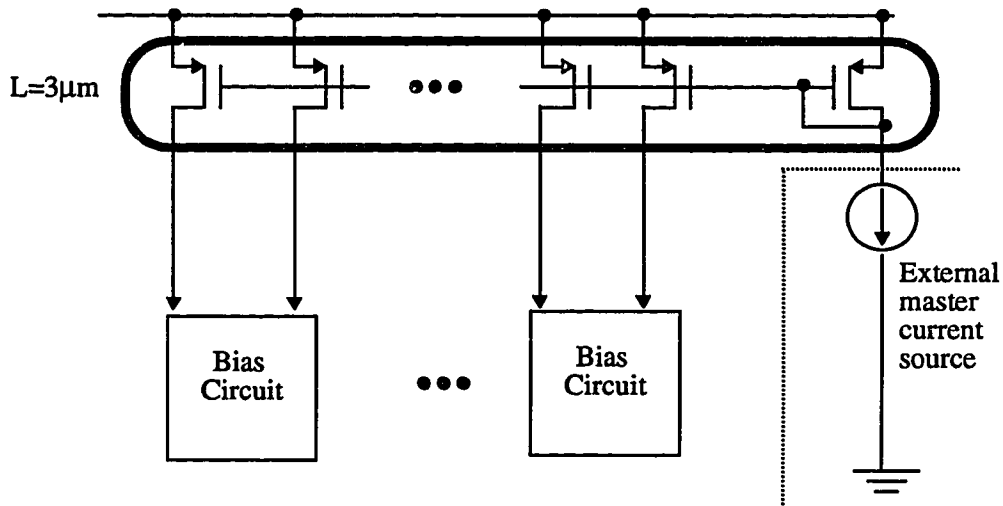 L=3μm
Bias
Circuit
Bias
Circuit
External
master
current
source